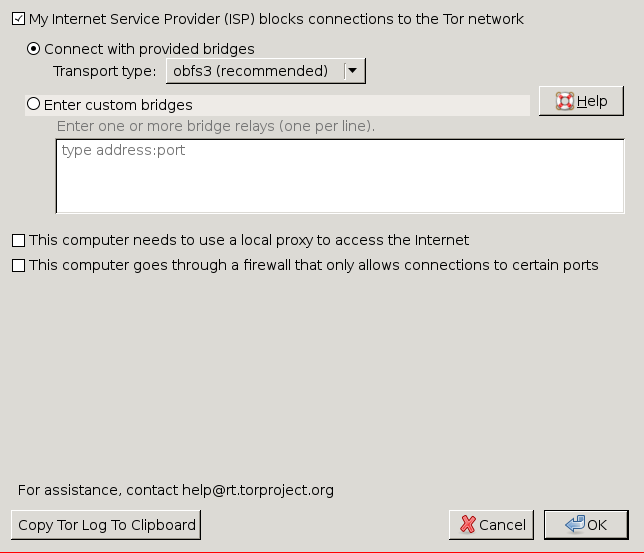 My Internet Service Provider (ISP) blocks connections to the Tor network
Connect with provided bridges
Transport type: obfs3 (recommended)
Enter custom bridges
Help
Enter one or more bridge relays (one per line).
type address:port
This computer needs to use a local proxy to access the Internet
This computer goes through a firewall that only allows connections to certain ports
For assistance, contact help@rt.torproject.org
Copy Tor Log To Clipboard
Cancel
OK